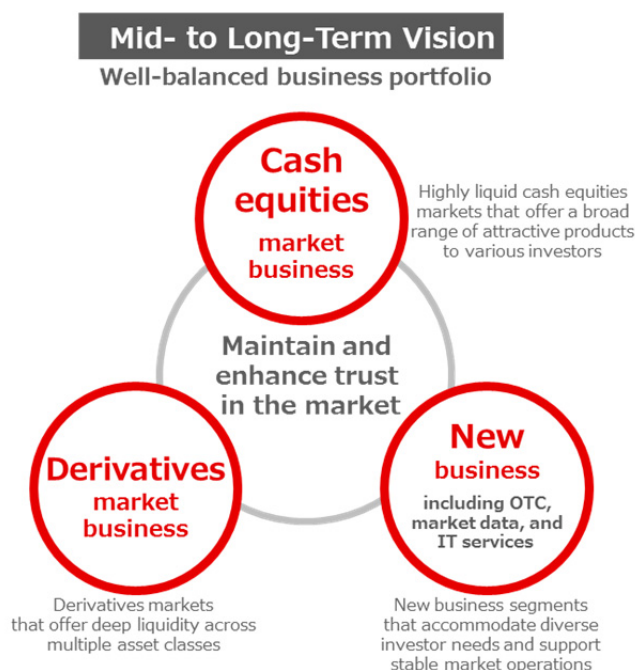 Mid- to Long-Term Vision
Well-balanced business portfolio
Cash
equities
market
business
Highly liquid cash equities
markets that offer a broad
range of attractive products
to various investors
Maintain and
enhance trust
in the market
Derivatives
market
business
New
business
including OTC,
market data, and
IT services
Derivatives markets
that offer deep liquidity across
multiple asset classes
New business segments
that accommodate diverse
investor needs and support
stable market operations